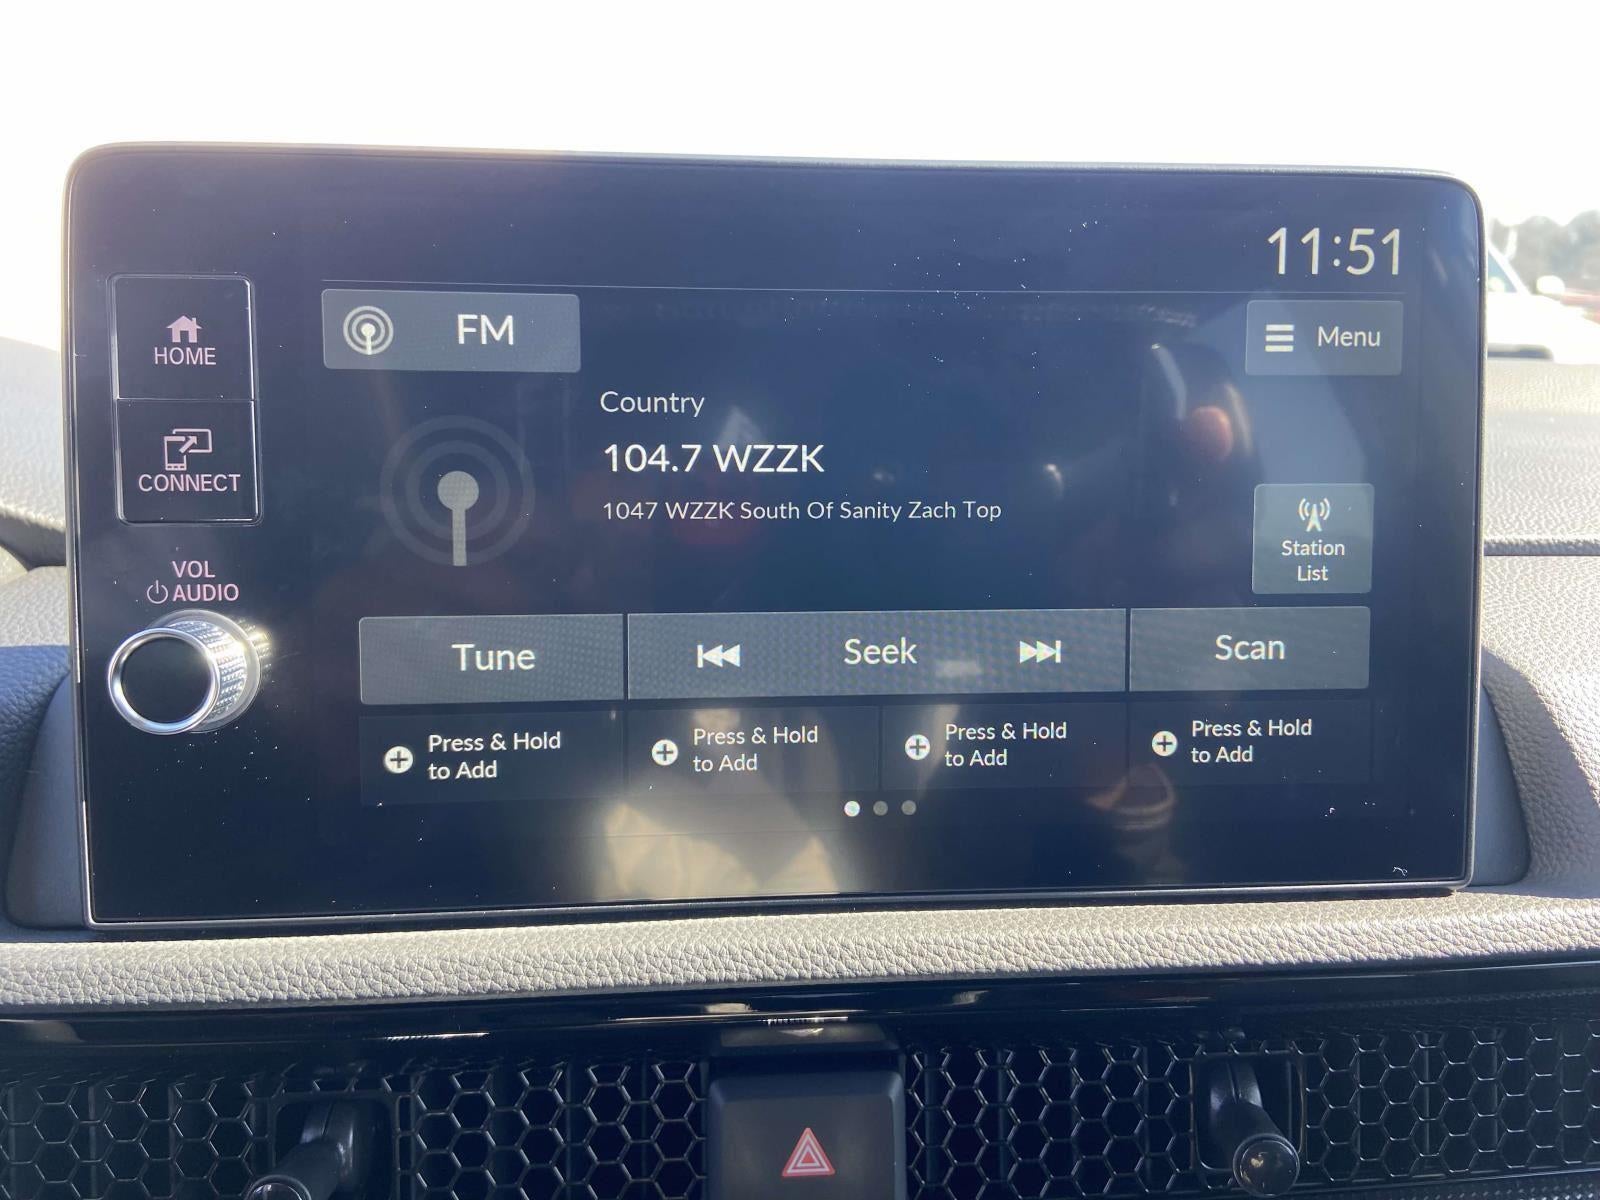 11:51
HOME
FM
Menu
Country
104.7 WZZK
1047 WZZK South Of Sanity Zach Top
CONNECT
Station
List
VOL
AUDIO
Tune
Seek
Scan
Press & Hold
to Add
Press & Hold
to Add
Press & Hold
to Add
Press & Hold
to Add